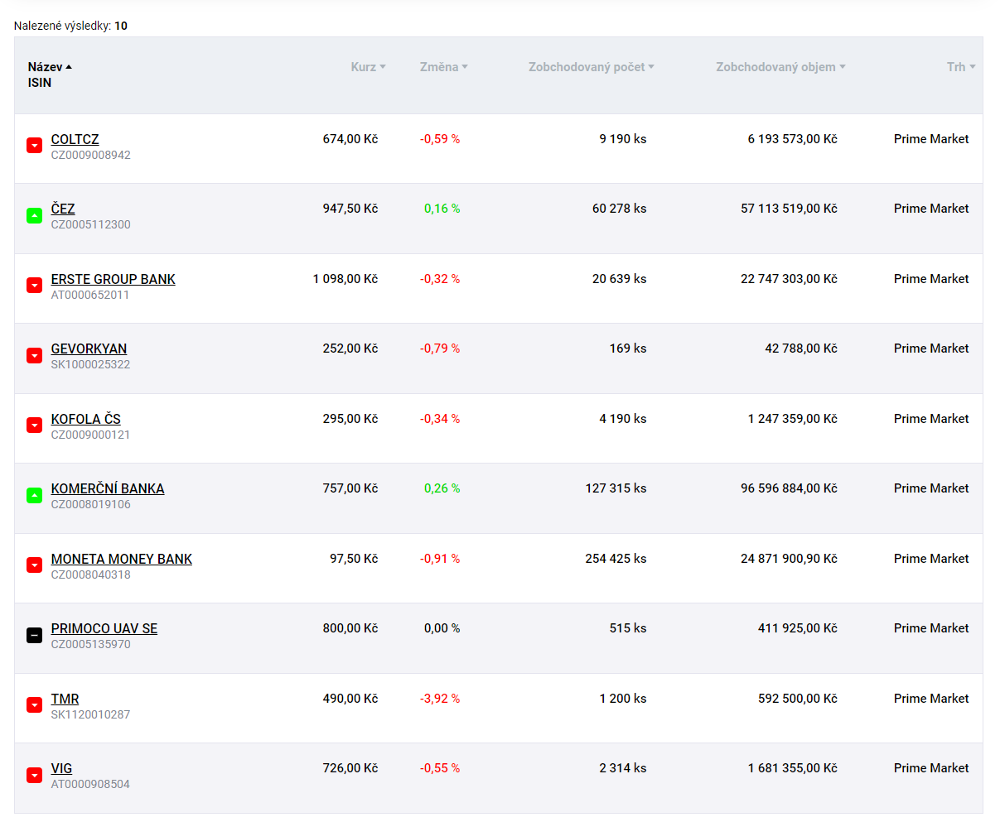 Nalezené výsledky: 10
Název Kurz Změna Zobchodovaný počet Zobchodovaný objem Trh
ISIN
COLTCZ 674,00 Kč -0,59 % 9 190 ks 6 193 573,00 Kč Prime Market
CZ0009008942
ČEZ 947,50 Kč 0,16 % 60 278 ks 57 113 519,00 Kč Prime Market
CZ0005112300
ERSTE GROUP BANK 1 098,00 Kč -0,32 % 20 639 ks 22 747 303,00 Kč Prime Market
AT0000652011
GEVORKYAN 252,00 Kč -0,79 % 169 ks 42 788,00 Kč Prime Market
SK1000025322
KOFOLA ČS 295,00 Kč -0,34 % 4 190 ks 1 247 359,00 Kč Prime Market
CZ0009000121
KOMERČNÍ BANKA 757,00 Kč 0,26 % 127 315 ks 96 596 884,00 Kč Prime Market
CZ0008019106
MONETA MONEY BANK 97,50 Kč -0,91 % 254 425 ks 24 871 900,90 Kč Prime Market
CZ0008040318
PRIMOCO UAV SE 800,00 Kč 0,00 % 515 ks 411 925,00 Kč Prime Market
CZ0005135970
TMR 490,00 Kč -3,92 % 1 200 ks 592 500,00 Kč Prime Market
SK1120010287
VIG 726,00 Kč -0,55 % 2 314 ks 1 681 355,00 Kč Prime Market
AT0000908504